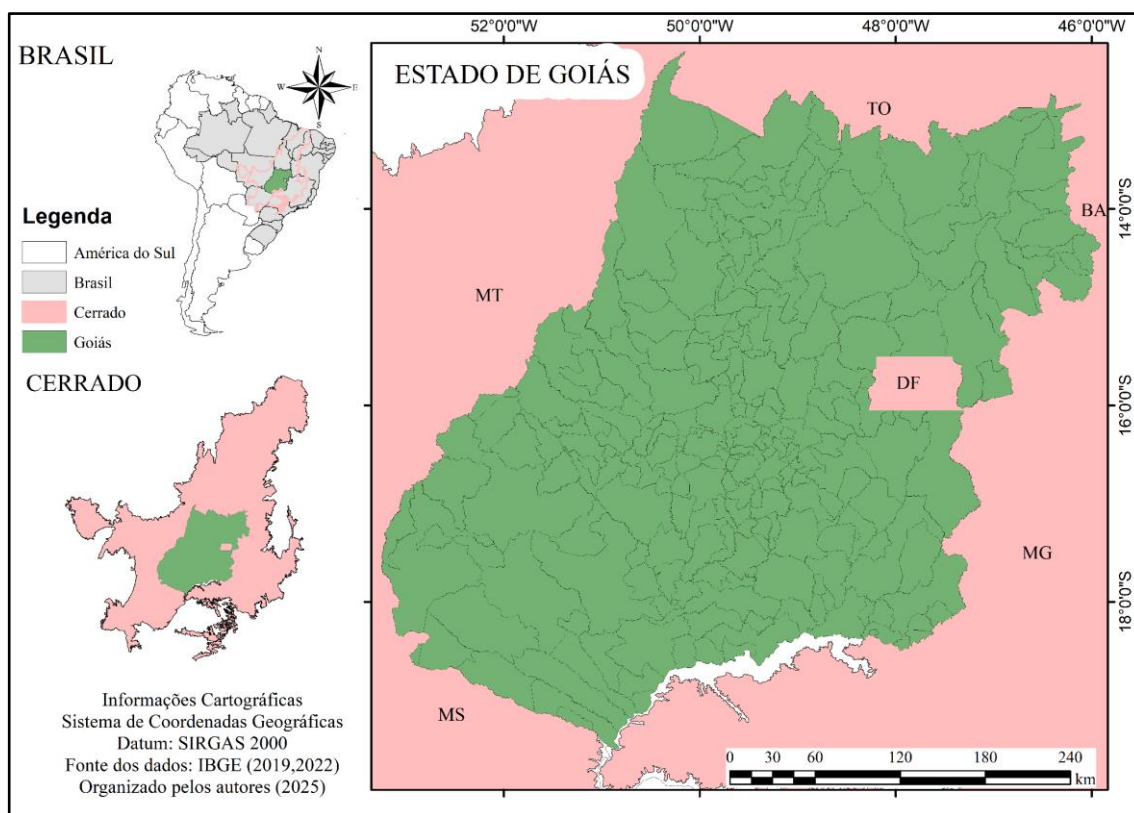 BRASIL
N
W
E
S
Legenda
América do Sul
Brasil
Cerrado
Goiás
CERRADO
Informações Cartográficas
Sistema de Coordenadas Geográficas
Datum: SIRGAS 2000
Fonte dos dados: IBGE (2019,2022)
Organizado pelos autores (2025)
52°0'0"W
50°0'0"W
48°0'0"W
46°0'0"W
ESTADO DE GOIÁS
TO
BA
14°0'0"S
MT
DF
16°0'0"S
MG
18°0'0"S
MS
0 30 60 120 180 240
km